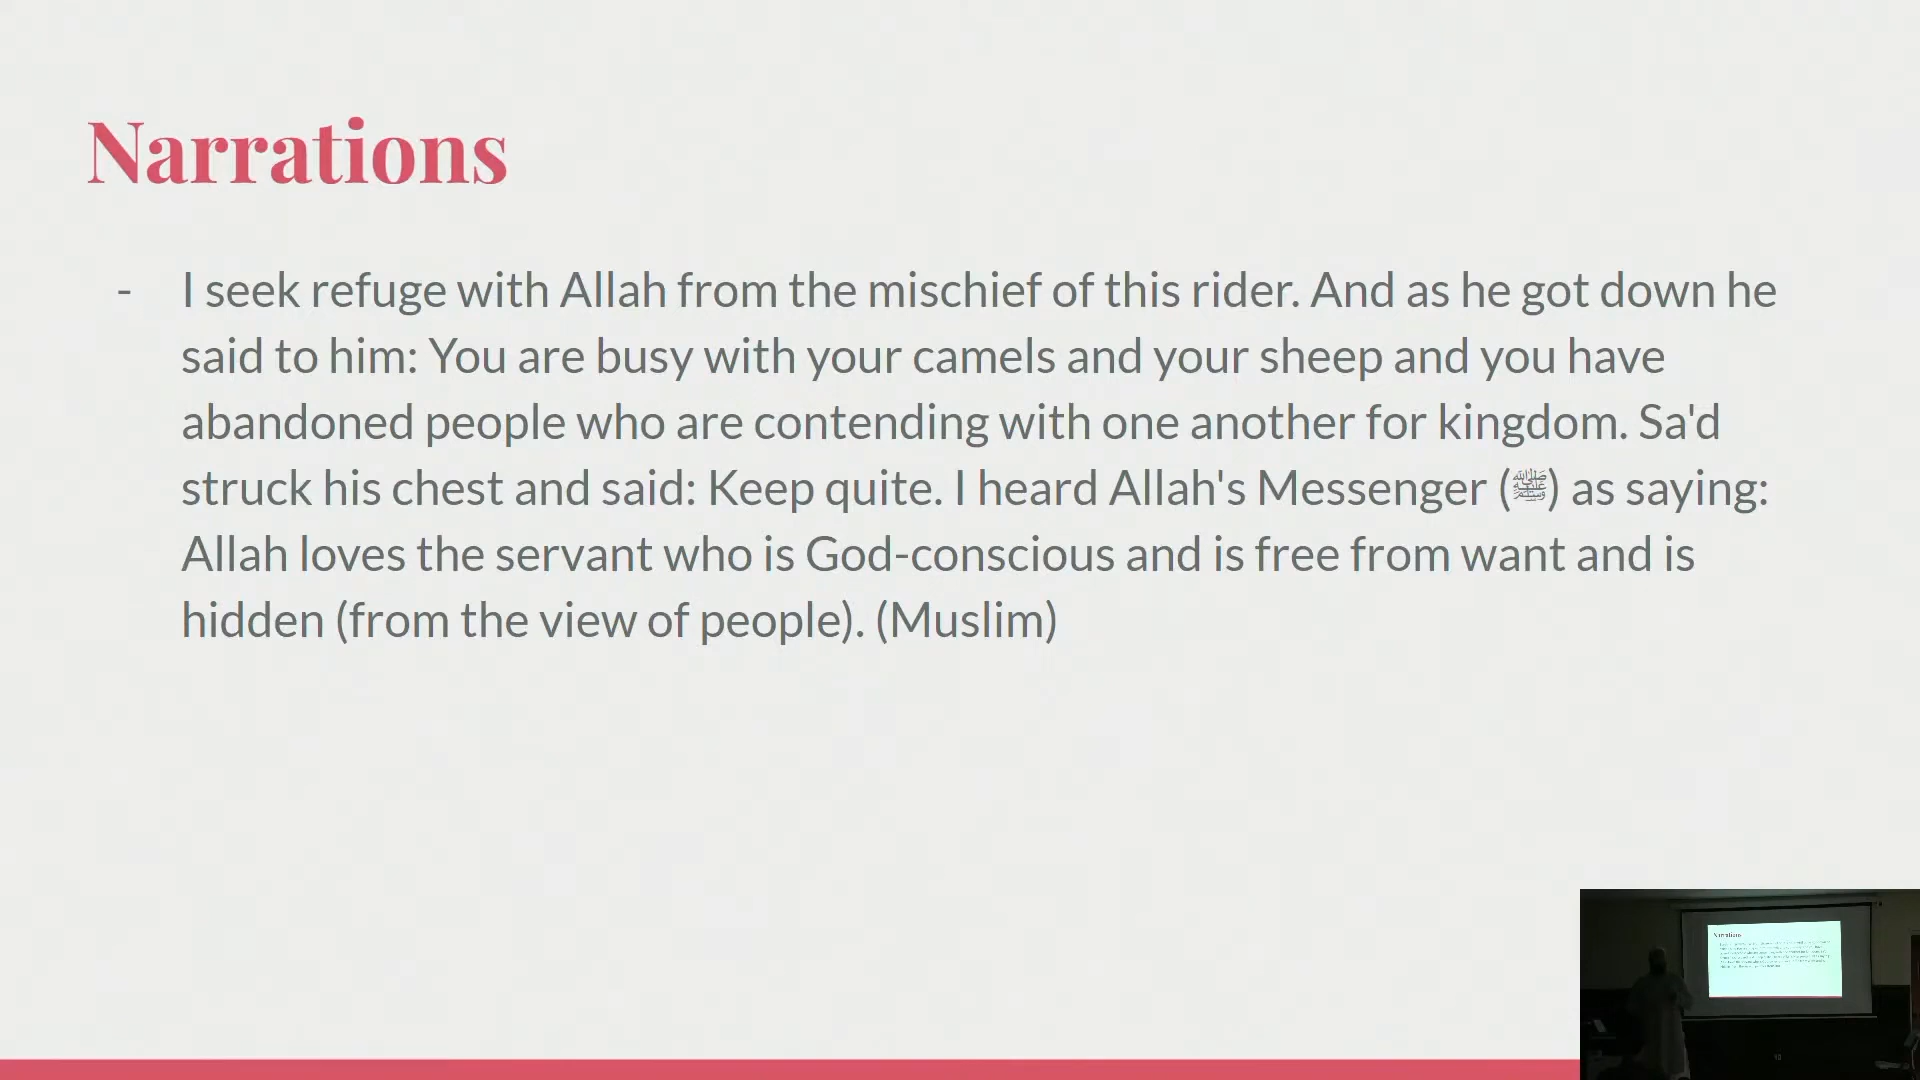 Narrations
- I seek refuge with Allah from the mischief of this rider. And as he got down he
said to him: You are busy with your camels and your sheep and you have
abandoned people who are contending with one another for kingdom. Sa'd
struck his chest and said: Keep quite. I heard Allah's Messenger (ﷺ) as saying:
Allah loves the servant who is God-conscious and is free from want and is
hidden (from the view of people). (Muslim)
Narrations